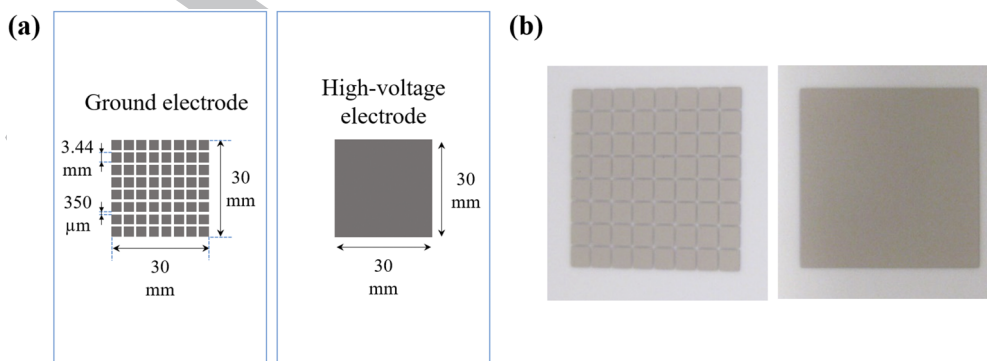 (a)
Ground electrode
3.44
mm
350
µm
30
mm
30
mm
High-voltage
electrode
30
mm
30
mm
(b)